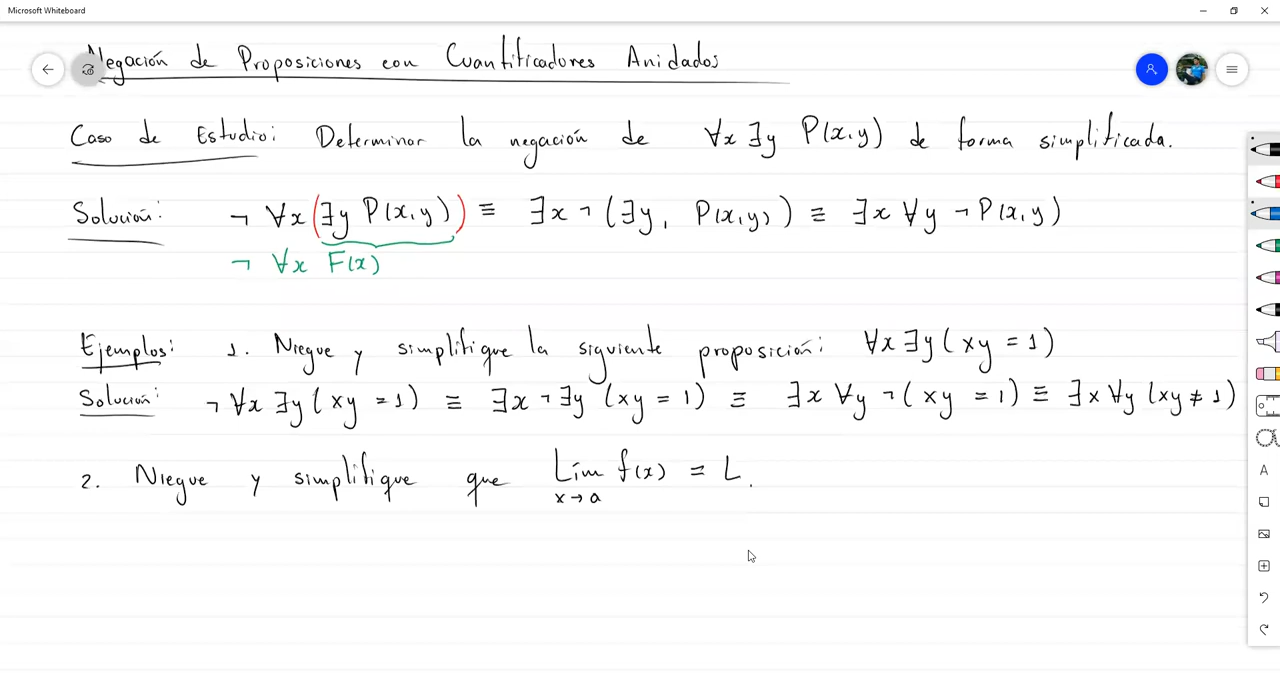 Microsoft Whiteboard
Negación de Proposiciones con Cuantificadores Anidados
Caso de Estudio: Determinar la negación de ∀x ∃y P(x,y) de forma simplificada.
Solución: ¬ ∀x (∃y P(x,y)) ≡ ∃x ¬ (∃y, P(x,y)) ≡ ∃x ∀y ¬ P(x,y)
¬ ∀x F(x)
Ejemplos: 1. Niegue y simplifique la siguiente proposición: ∀x ∃y (xy = 1)
Solución: ¬ ∀x ∃y (xy = 1) ≡ ∃x ¬ ∃y (xy = 1) ≡ ∃x ∀y ¬ (xy = 1) ≡ ∃x ∀y (xy ≠ 1)
2. Niegue y simplifique que Lím f(x) = L.
x → a
A